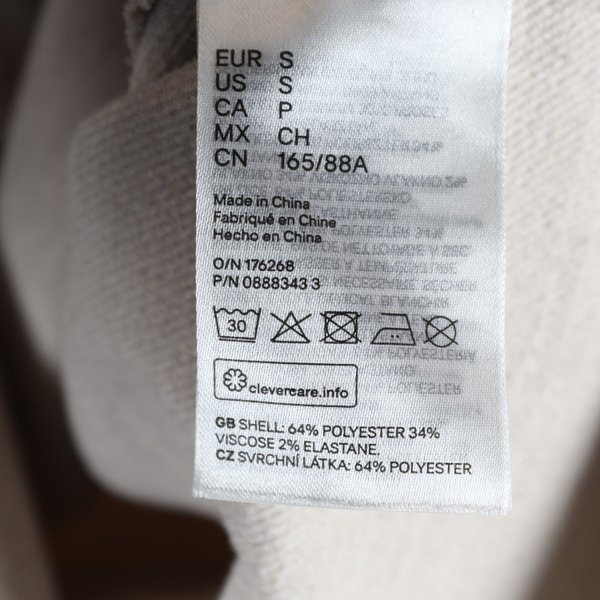 EUR S
US S
CA P
MX CH
CN 165/88A
Made in China
Fabriqué en Chine
Hecho en China
O/N 176268
P/N 0888343 3
30
clevercare.info
GB SHELL: 64% POLYESTER 34%
VISCOSE 2% ELASTANE.
CZ SVRCHNÍ LÁTKA: 64% POLYESTER